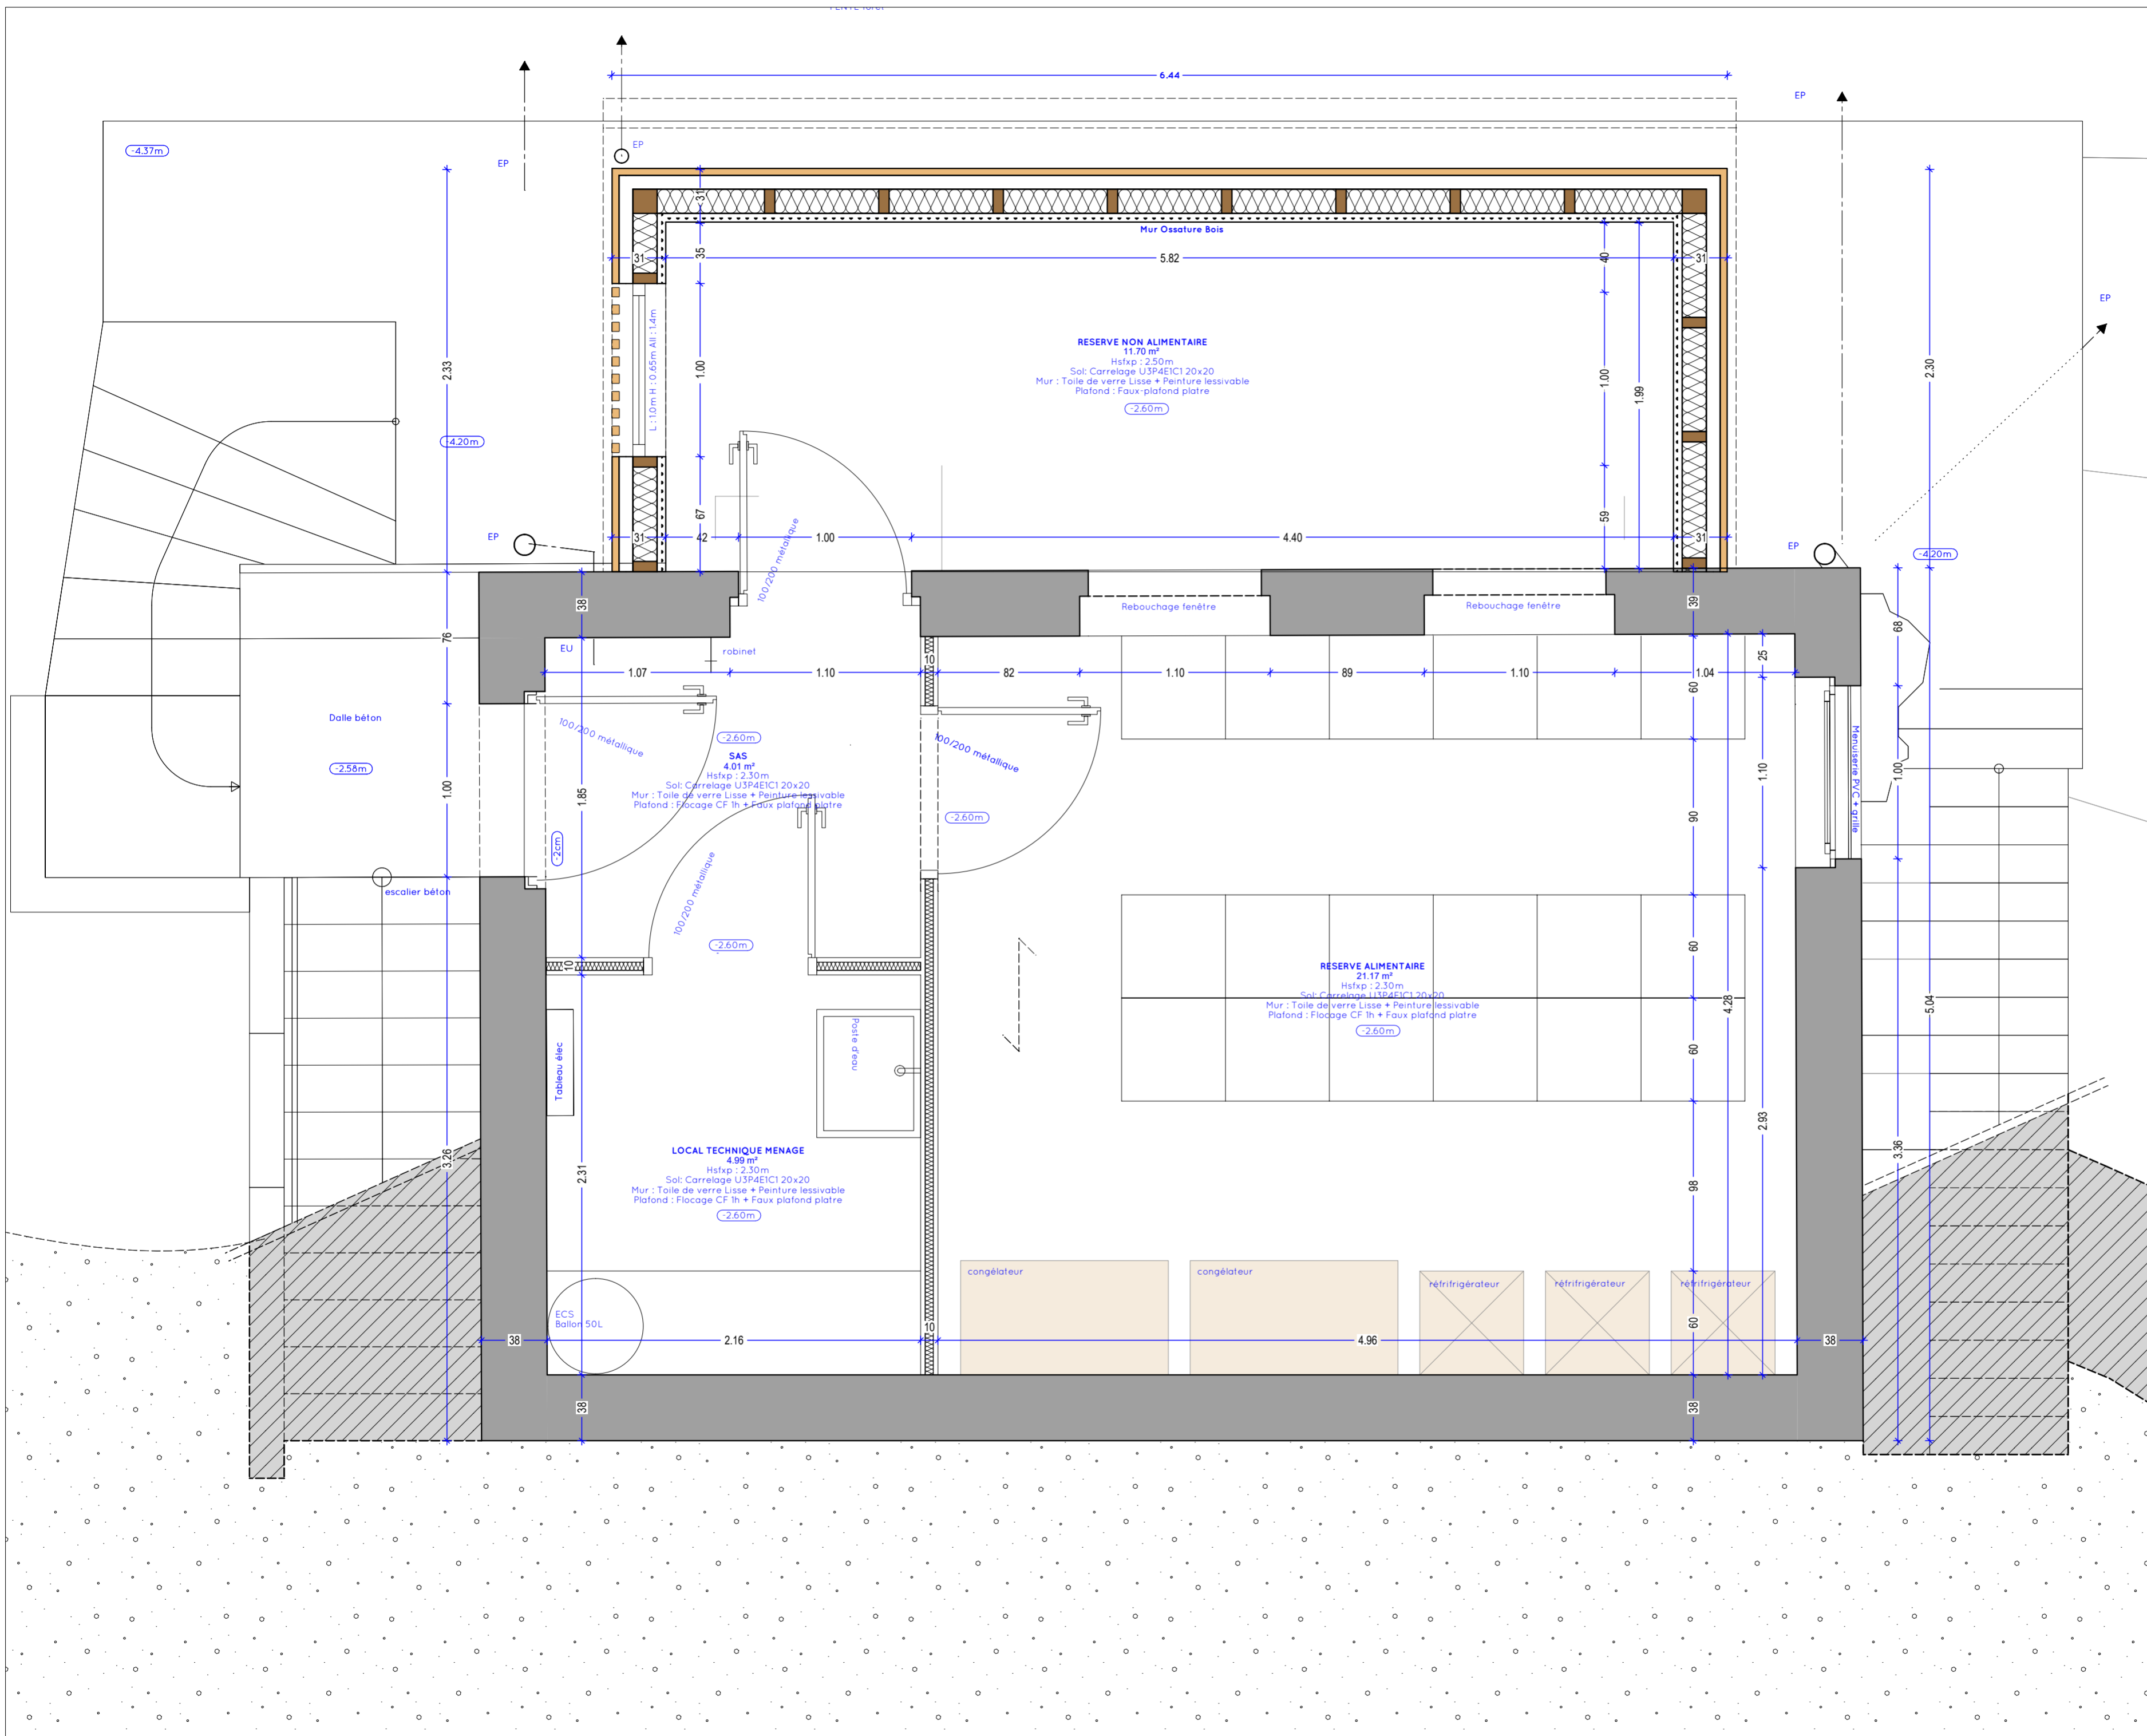 6.44
EP
-4.37m
EP
EP
31
Mur Ossature Bois
35
31
5.82
31
40
EP
L : 1.0m H : 0.65m All : 1.4m
RESERVE NON ALIMENTAIRE
11.70 m²
Hsfxp : 2.50m
Sol: Carrelage U3P4E1C1 20x20
Mur : Toile de verre Lisse + Peinture lessivable
Plafond : Faux-plafond platre
-2.60m
2.33
1.00
1.00
1.99
2.30
-4.20m
67
59
EP
31
42
1.00
4.40
31
EP
-4.20m
100/200 métallique
38
Rebouchage fenêtre
Rebouchage fenêtre
39
76
68
EU
robinet
10
25
1.07
1.10
82
1.10
89
1.10
1.04
60
Dalle béton
100/200 métallique
-2.60m
100/200 métallique
-2.58m
SAS
4.01 m²
Hsfxp : 2.30m
Sol: Carrelage U3P4E1C1 20x20
Mur : Toile de verre Lisse + Peinture lessivable
Plafond : Flocage CF 1h + Faux plafond platre
1.00
1.85
1.10
1.00
Menuiserie PVC + grille
-2.60m
90
-2cm
escalier béton
100/200 métallique
-2.60m
10
60
RESERVE ALIMENTAIRE
21.17 m²
Hsfxp : 2.30m
Sol: Carrelage U3P4E1C1 20x20
Mur : Toile de verre Lisse + Peinture lessivable
Plafond : Flocage CF 1h + Faux plafond platre
-2.60m
4.28
5.04
Poste d'eau
Tableau élec
60
2.93
3.26
2.31
LOCAL TECHNIQUE MENAGE
4.99 m²
Hsfxp : 2.30m
Sol: Carrelage U3P4E1C1 20x20
Mur : Toile de verre Lisse + Peinture lessivable
Plafond : Flocage CF 1h + Faux plafond platre
-2.60m
98
3.36
congélateur
congélateur
réfrifrigérateur
réfrifrigérateur
réfrifrigérateur
ECS
Ballon 50L
10
60
38
2.16
4.96
38
38
38